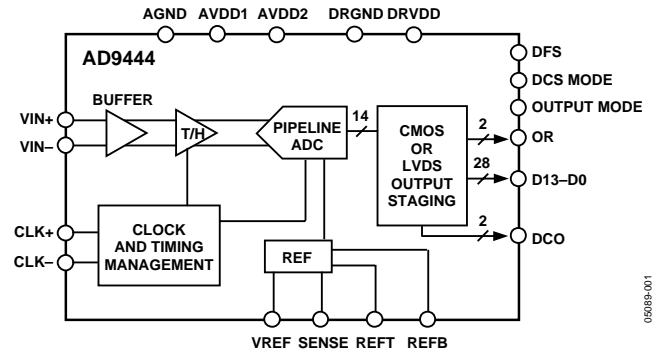 AGND AVDD1 AVDD2 DRGND DRVDD
AD9444
DFS
DCS MODE
OUTPUT MODE
BUFFER
VIN+
VIN–
T/H
PIPELINE
ADC
14
CMOS
OR
LVDS
OUTPUT
STAGING
2
OR
28
D13–D0
2
DCO
CLK+
CLK–
CLOCK
AND TIMING
MANAGEMENT
REF
VREF SENSE REFT REFB
05089-001